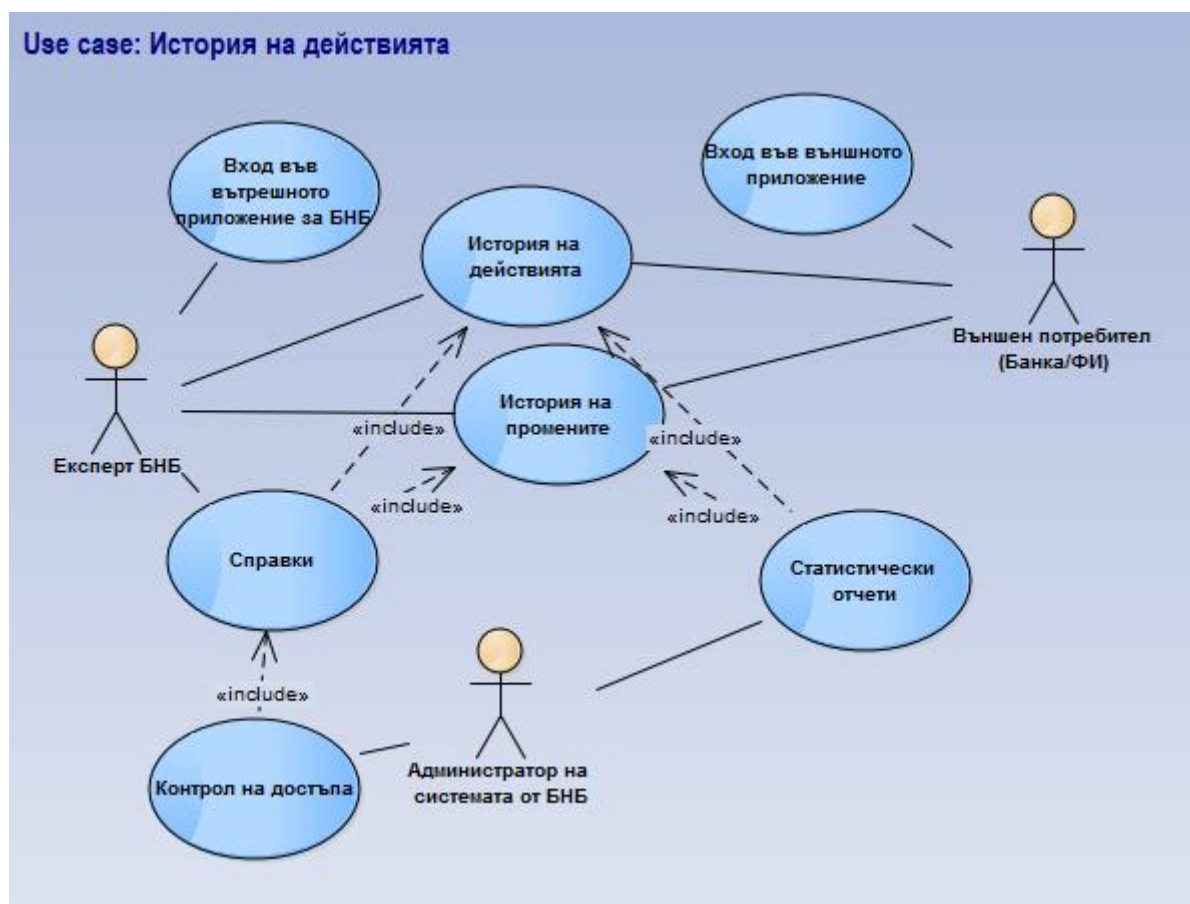 Use case: История на действията
Вход във
вътрешното
приложение за БНБ
Вход във външното
приложение
История на
действията
Външен потребител
(Банка/ФИ)
История на
промените
«include»
«include»
Експерт БНБ
«include»
«include»
Справки
Статистически
отчети
«include»
Контрол на достъпа
Администратор на
системата от БНБ